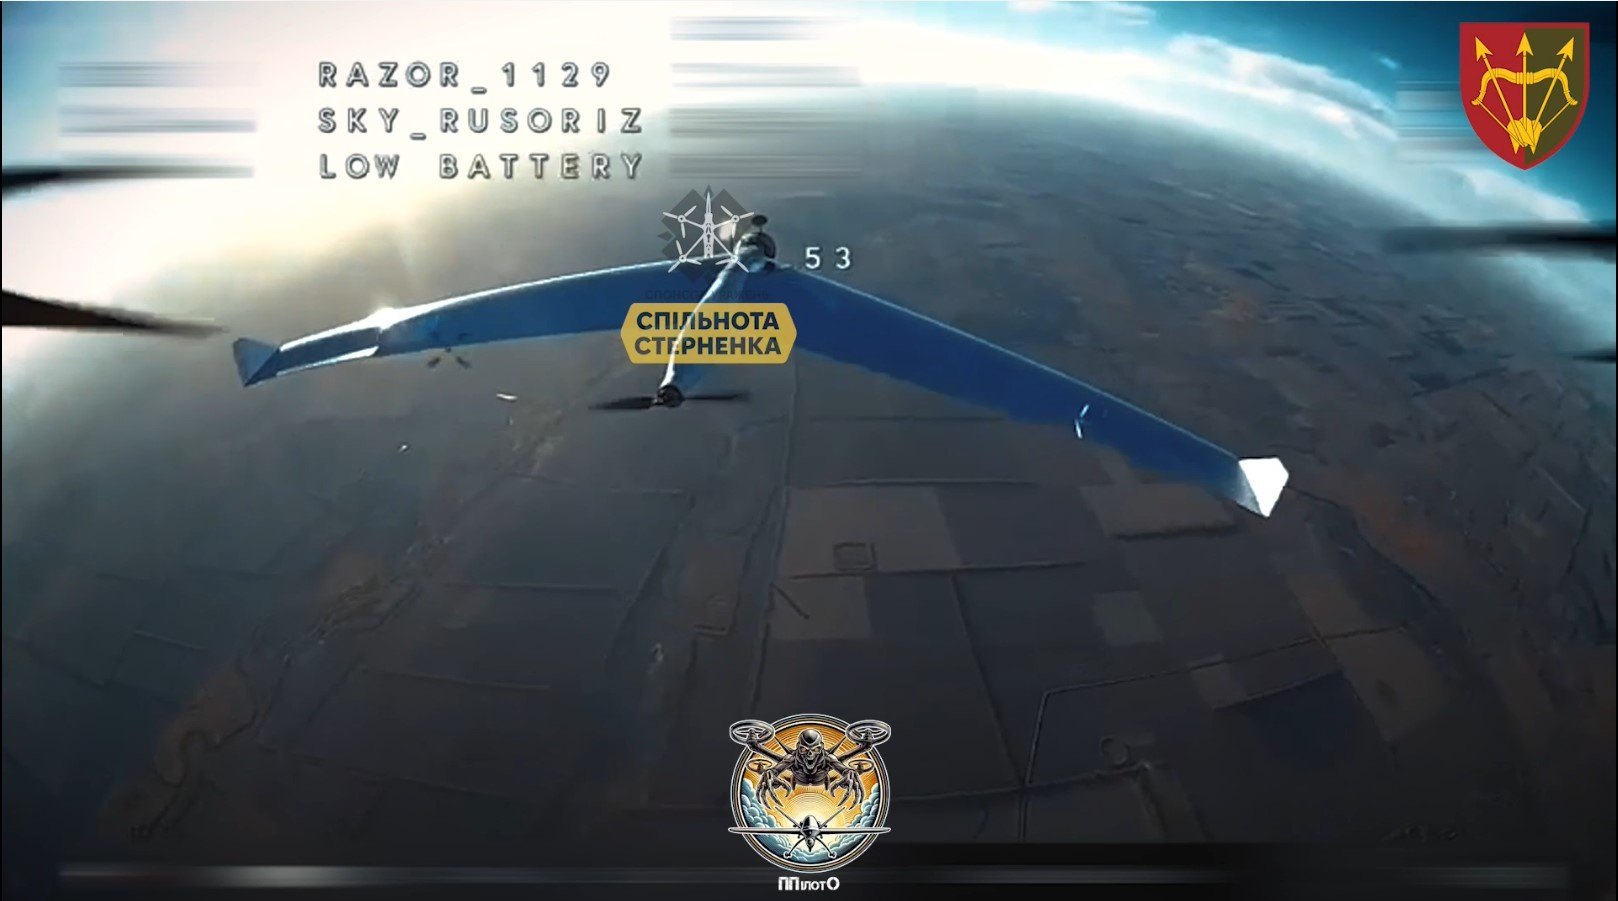 RAZOR_1129
SKY_RUSORIZ
LOW BATTERY
53
СПІЛЬНОТА
СТЕРНЕНКА
ППілотО